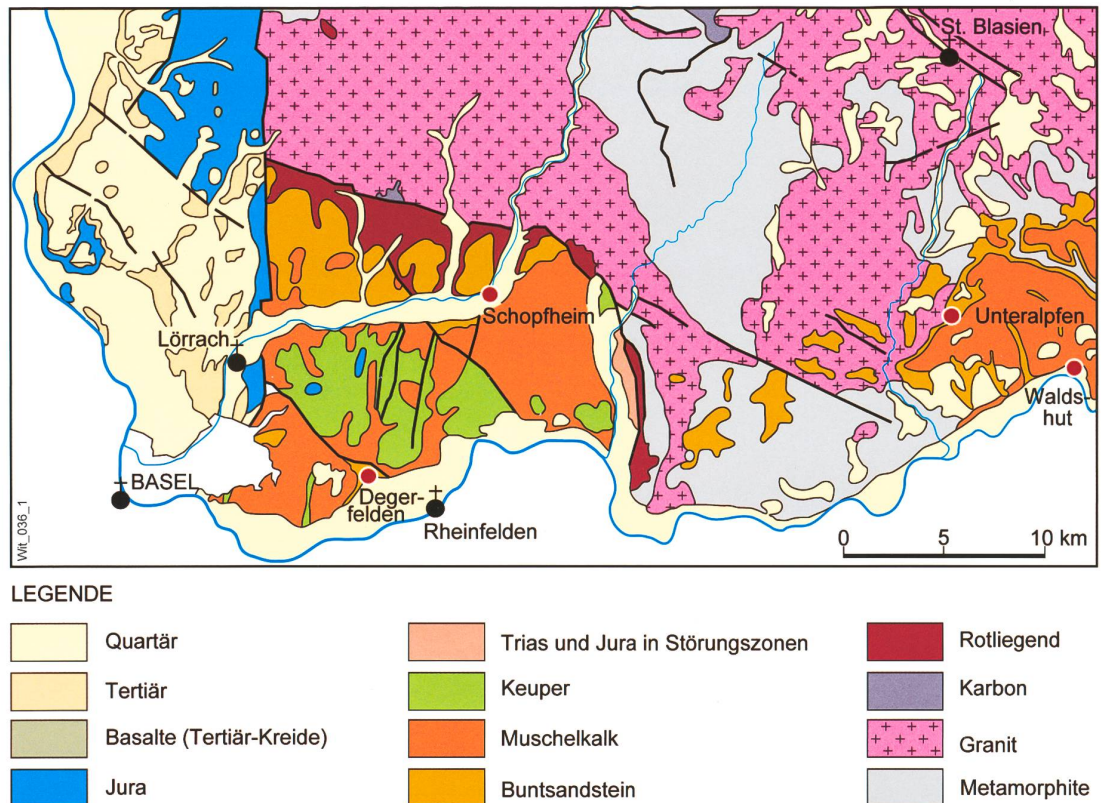 St. Blasien
Schopfheim
Unteralpfen
Lörrach
Walds-
hut
BASEL
Deger-
felden
Rheinfelden
0 5 10 km
Wit_036_1
LEGENDE
Quartär
Tertiär
Basalte (Tertiär-Kreide)
Jura
Trias und Jura in Störungszonen
Keuper
Muschelkalk
Buntsandstein
Rotliegend
Karbon
Granit
Metamorphite